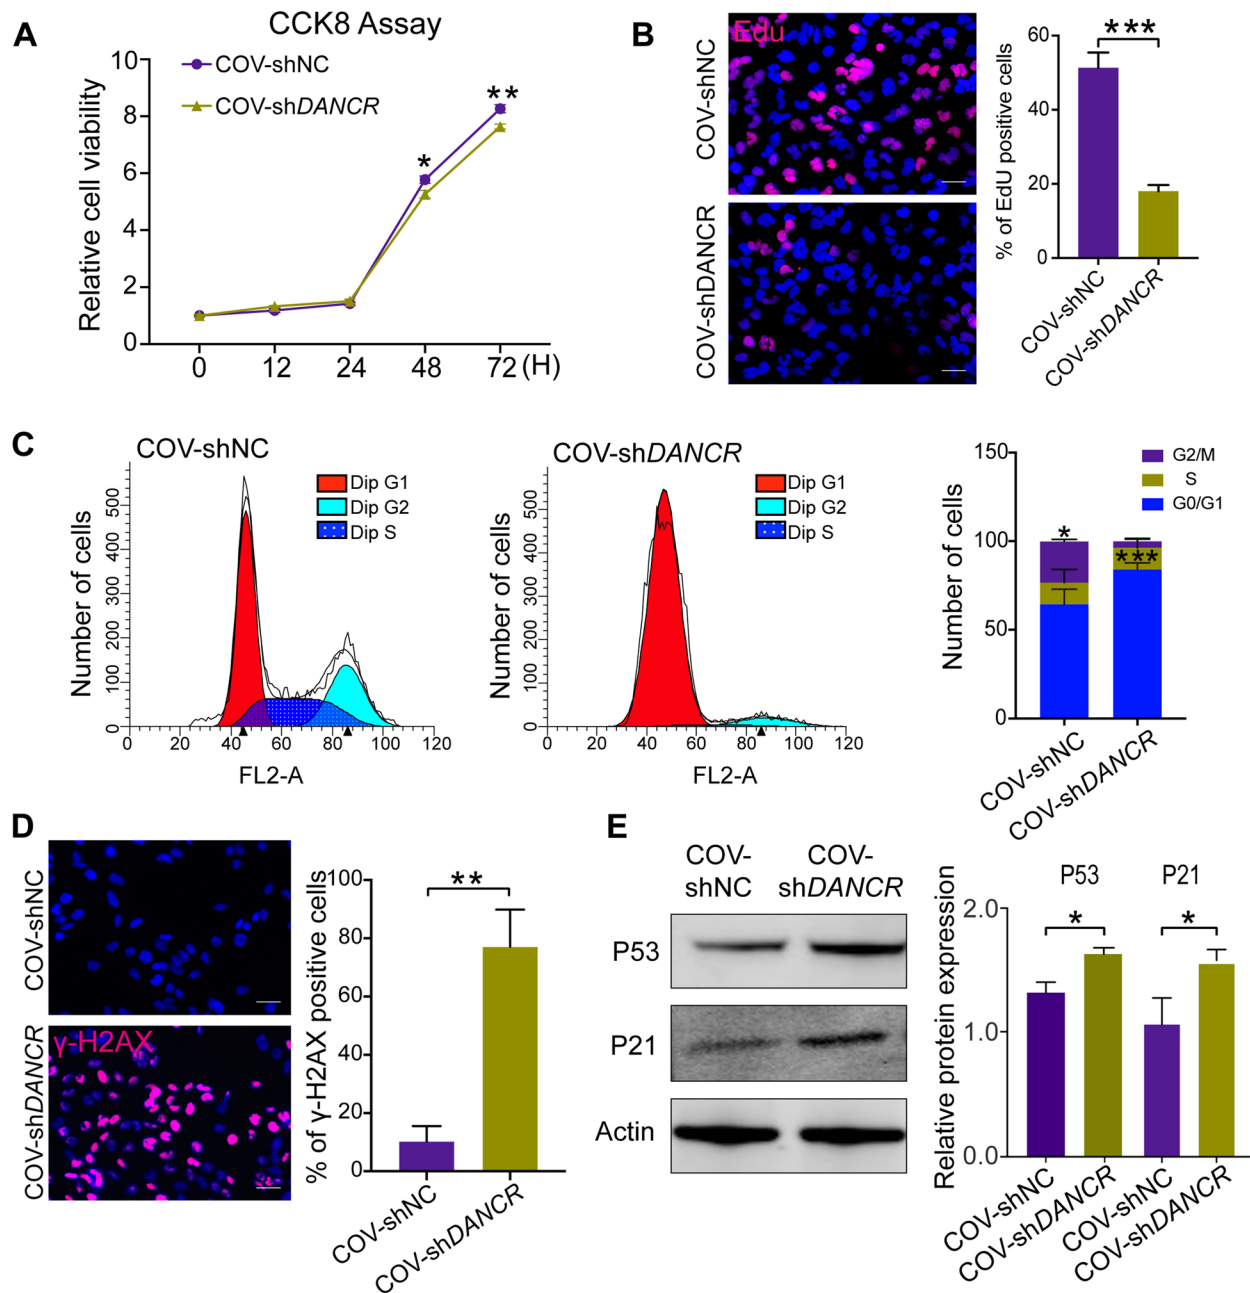 A
CCK8 Assay
Relative cell viability
10
8
6
4
2
0
COV-shNC
COV-shDANCR
*
**
0 12 24 48 72 (H)
B
COV-shNC
COV-shDANCR
Edu
% of EdU positive cells
60
40
20
0
***
COV-shNC
COV-shDANCR
C
COV-shNC
Number of cells
500
400
300
200
100
0
Dip G1
Dip G2
Dip S
0 20 40 60 80 100 120
FL2-A
COV-shDANCR
Number of cells
500
400
300
200
100
0
Dip G1
Dip G2
Dip S
0 20 40 60 80 100 120
FL2-A
Number of cells
150
100
50
0
G2/M
S
G0/G1
*
***
COV-shNC
COV-shDANCR
D
COV-shNC
COV-shDANCR
γ-H2AX
% of γ-H2AX positive cells
100
80
60
40
20
0
**
COV-shNC
COV-shDANCR
E
COV-
shNC
COV-
shDANCR
P53
P21
Actin
Relative protein expression
2.0
1.0
0.0
P53
P21
*
*
COV-shNC
COV-shDANCR
COV-shNC
COV-shDANCR